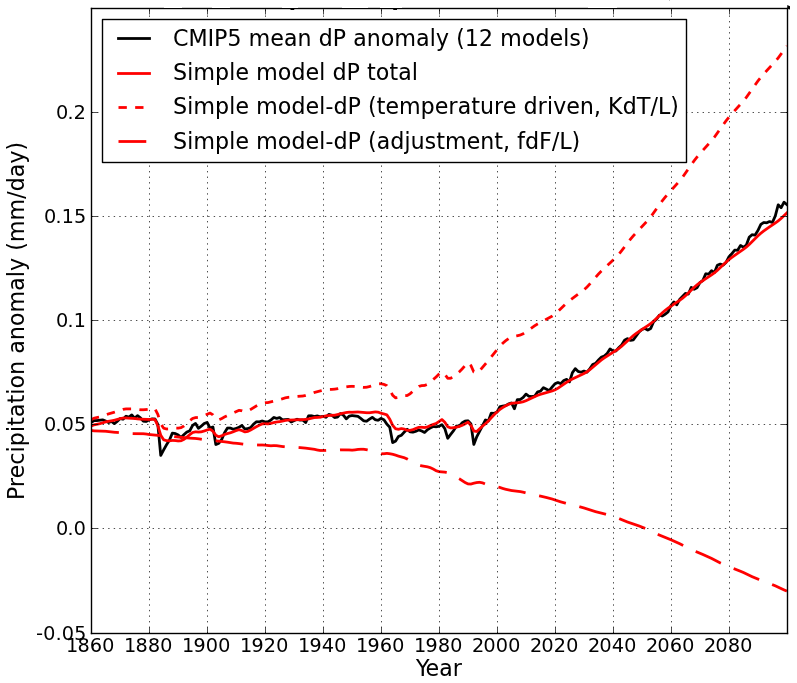 CMIP5 mean dP anomaly (12 models)
Simple model dP total
Simple model-dP (temperature driven, KdT/L)
Simple model-dP (adjustment, fdF/L)
Precipitation anomaly (mm/day)
0.2
0.15
0.1
0.05
0.0
-0.05
1860 1880 1900 1920 1940 1960 1980 2000 2020 2040 2060 2080
Year